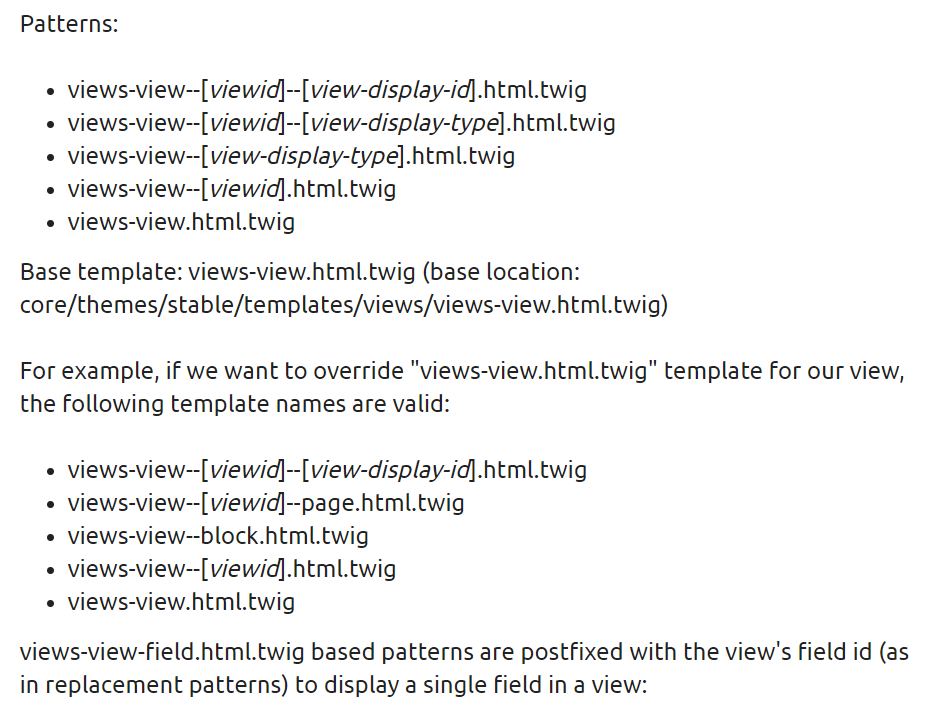 Patterns:
• views-view--[viewid]--[view-display-id].html.twig
• views-view--[viewid]--[view-display-type].html.twig
• views-view--[view-display-type].html.twig
• views-view--[viewid].html.twig
• views-view.html.twig
Base template: views-view.html.twig (base location:
core/themes/stable/templates/views/views-view.html.twig)
For example, if we want to override "views-view.html.twig" template for our view,
the following template names are valid:
• views-view--[viewid]--[view-display-id].html.twig
• views-view--[viewid]--page.html.twig
• views-view--block.html.twig
• views-view--[viewid].html.twig
• views-view.html.twig
views-view-field.html.twig based patterns are postfixed with the view's field id (as
in replacement patterns) to display a single field in a view: